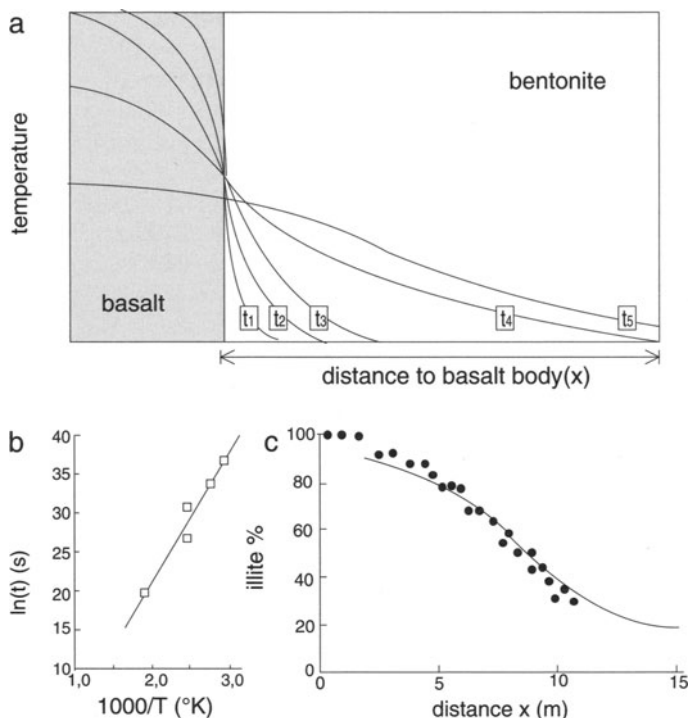 a
temperature
bentonite
basalt
t1 t2 t3 t4 t5
distance to basalt body(x)
b
ln(t) (s)
40
35
30
25
20
15
10
1,0 2,0 3,0
1000/T (°K)
c
illite %
100
80
60
40
20
0 5 10 15
distance x (m)